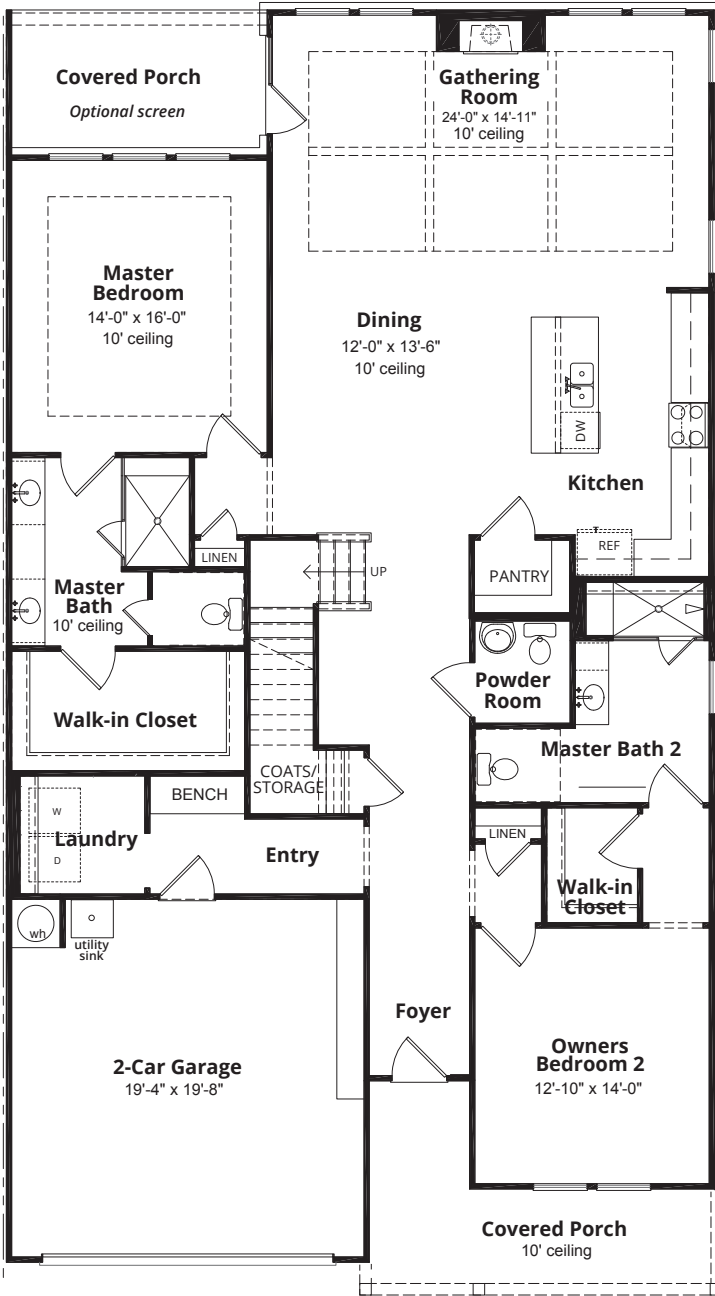 Covered Porch
Optional screen
Gathering
Room
24'-0" x 14'-11"
10' ceiling
Master
Bedroom
14'-0" x 16'-0"
10' ceiling
Dining
12'-0" x 13'-6"
10' ceiling
DW
Kitchen
REF
LINEN
UP
PANTRY
Master
Bath
10' ceiling
Powder
Room
Walk-in Closet
Master Bath 2
COATS/
STORAGE
BENCH
W
Laundry
D
Entry
LINEN
Walk-in
Closet
wh
utility
sink
Foyer
Owners
Bedroom 2
12'-10" x 14'-0"
2-Car Garage
19'-4" x 19'-8"
Covered Porch
10' ceiling